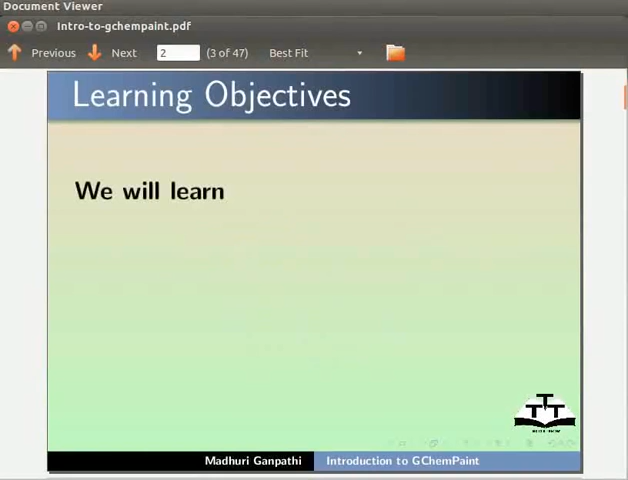 Document Viewer
Intro-to-gchempaint.pdf
Previous Next 2 (3 of 47) Best Fit
Learning Objectives
We will learn
Madhuri Ganpathi Introduction to GChemPaint